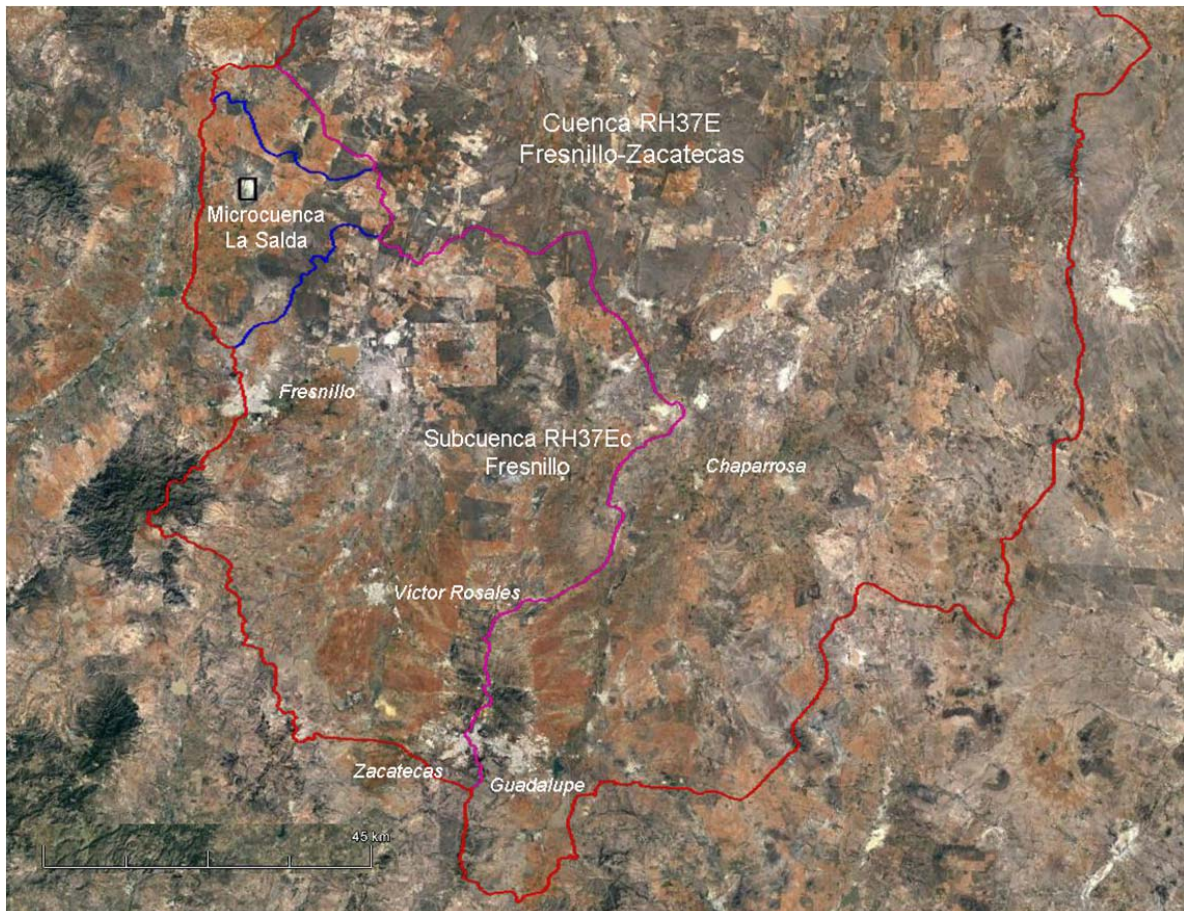 Cuenca RH37E
Fresnillo-Zacatecas
Microcuenca
La Salda
Fresnillo
Subcuenca RH37Ec
Fresnillo
Chaparrosa
Víctor Rosales
Zacatecas
Guadalupe
45 km